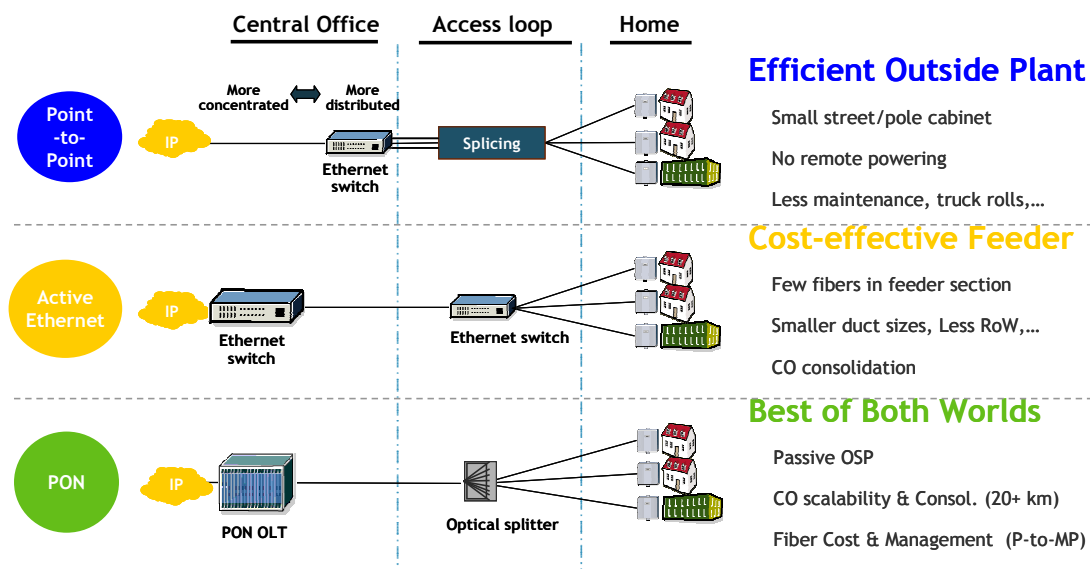 Central Office
Access loop
Home
Efficient Outside Plant
More
concentrated
More
distributed
Point
-to-
Point
IP
Ethernet
switch
Splicing
Small street/pole cabinet
No remote powering
Less maintenance, truck rolls,…
Cost-effective Feeder
Active
Ethernet
IP
Ethernet
switch
Ethernet switch
Few fibers in feeder section
Smaller duct sizes, Less RoW,…
CO consolidation
Best of Both Worlds
PON
IP
PON OLT
Optical splitter
Passive OSP
CO scalability & Consol. (20+ km)
Fiber Cost & Management (P-to-MP)